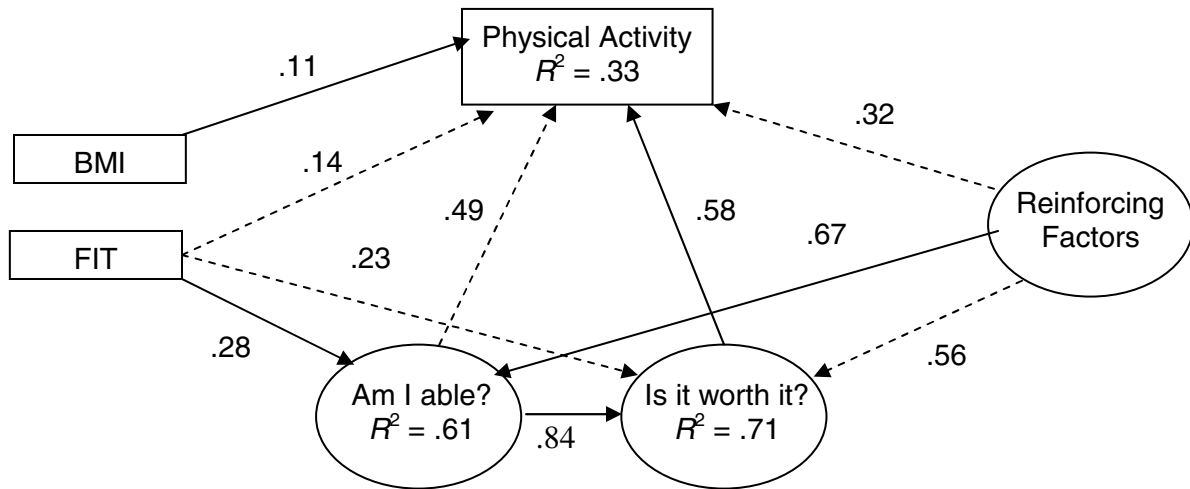 Physical Activity
R² = .33
.11
BMI
.14
.32
Reinforcing
Factors
.49
.58
.67
FIT
.23
.28
.56
Am I able?
R² = .61
Is it worth it?
R² = .71
.84